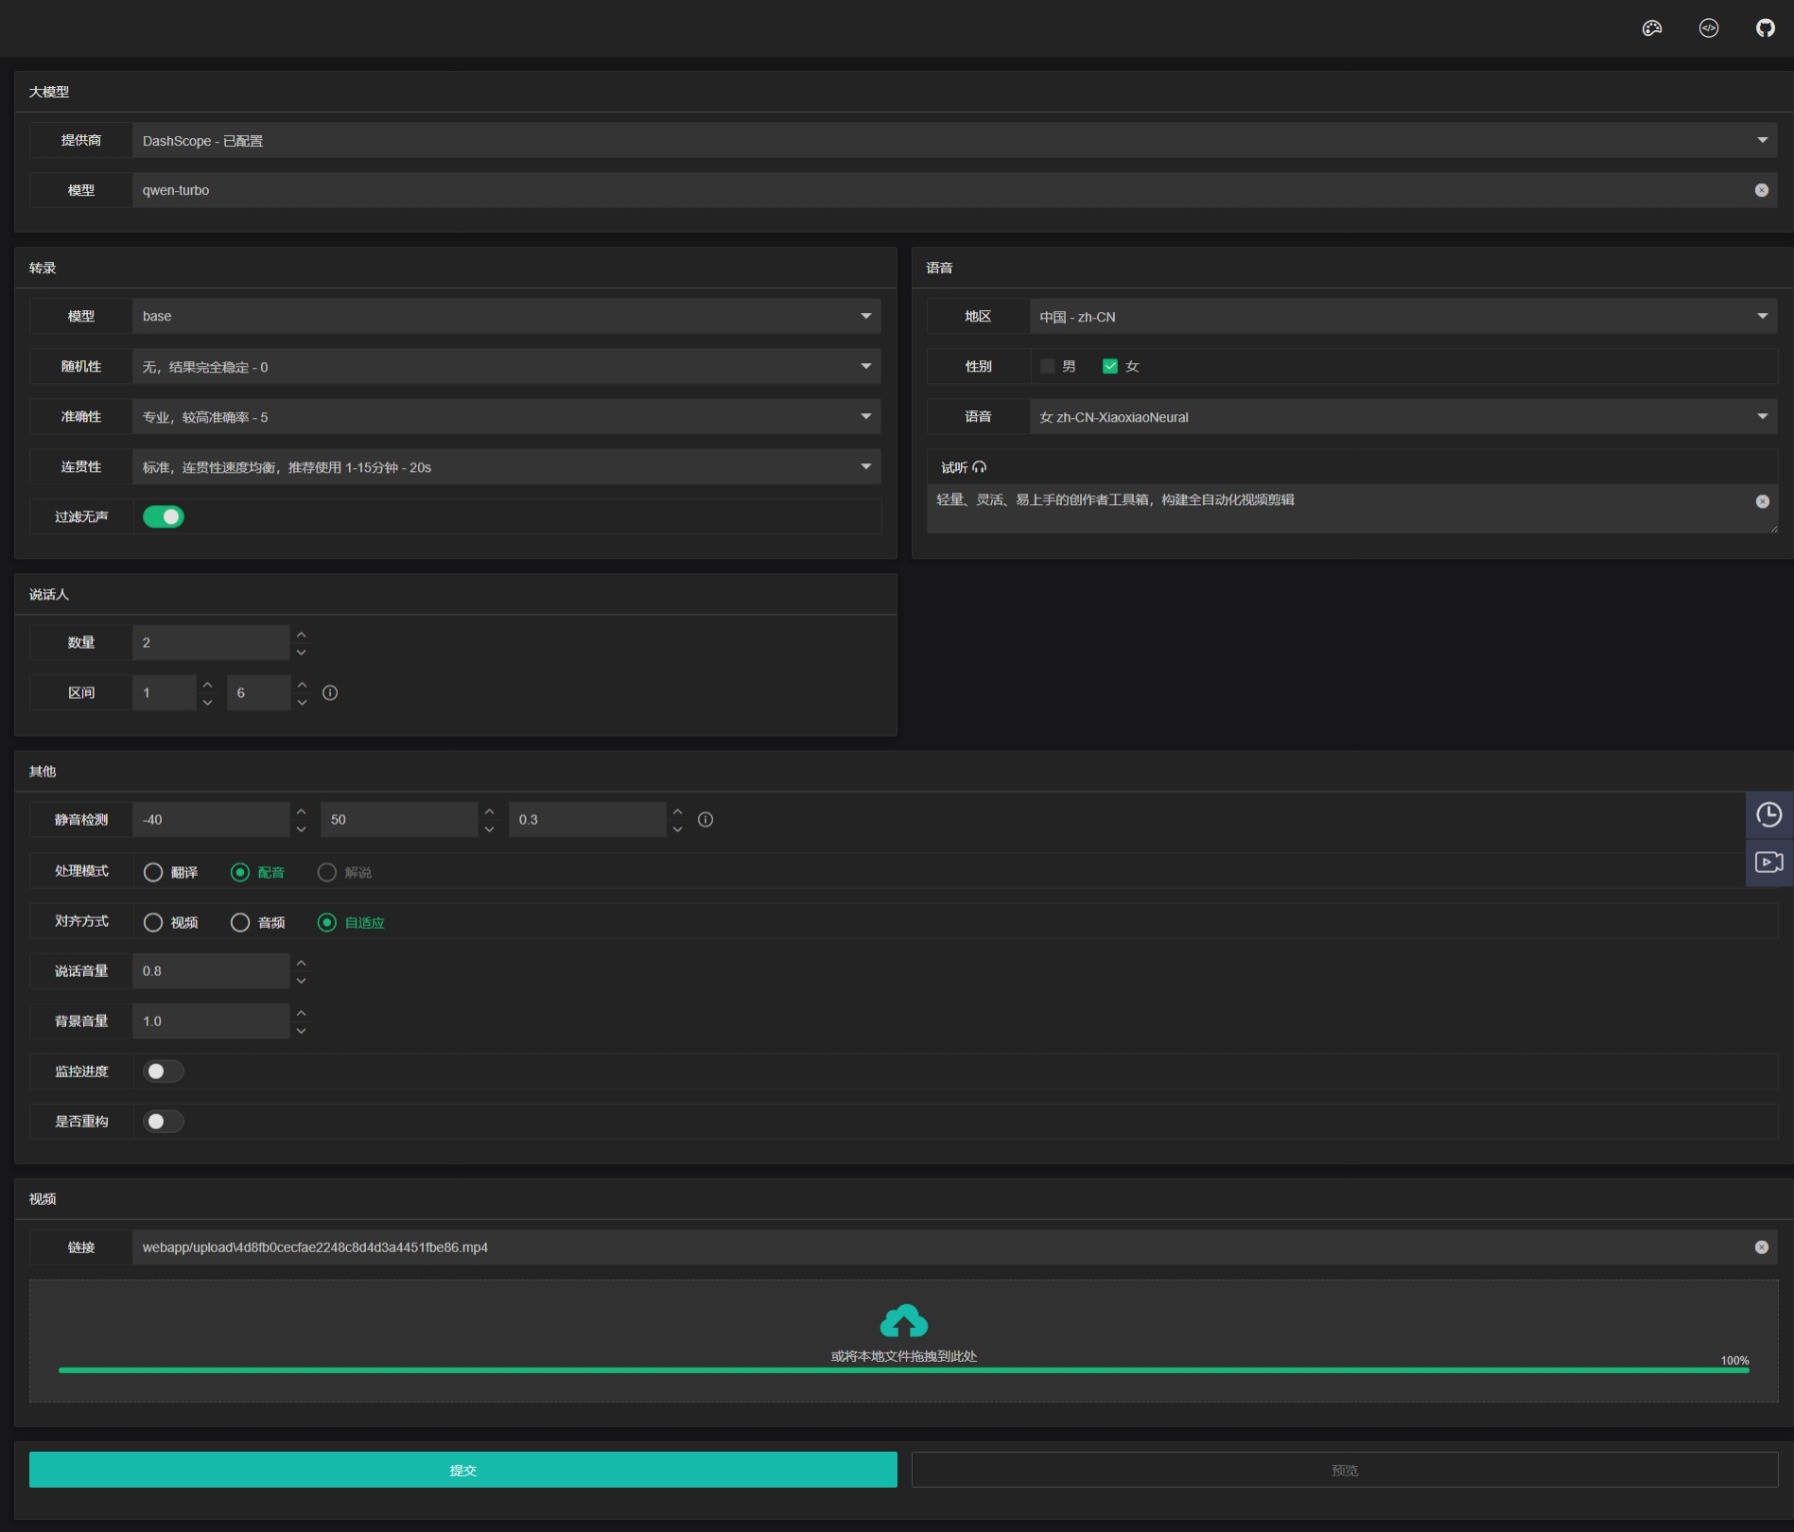 大模型
提供商 DashScope - 已配置
模型 qwen-turbo
转录
模型 base
随机性 无，结果完全稳定 - 0
准确性 专业，较高准确率 - 5
连贯性 标准，连贯性速度均衡，推荐使用 1-15分钟 - 20s
过滤无声
语音
地区 中国 - zh-CN
性别 男 女
语音 女 zh-CN-XiaoxiaoNeural
试听
轻量、灵活、易上手的创作者工具箱，构建全自动化视频剪辑
说话人
数量 2
区间 1 6
其他
静音检测 -40 50 0.3
处理模式 翻译 配音 解说
对齐方式 视频 音频 自适应
说话音量 0.8
背景音量 1.0
监控进度
是否重构
视频
链接 webapp/upload\4d8fb0cecfae2248c8d4d3a4451fbe86.mp4
或将本地文件拖拽到此处
100%
提交 预览